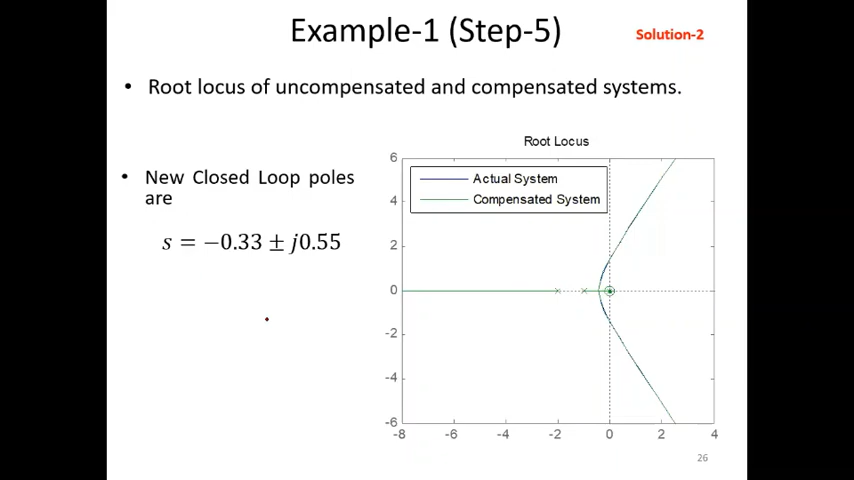 Example-1 (Step-5)
Solution-2
• Root locus of uncompensated and compensated systems.
• New Closed Loop poles
are
s = −0.33 ± j0.55
Root Locus
Actual System
Compensated System
6
4
2
0
-2
-4
-6
-8 -6 -4 -2 0 2 4
26